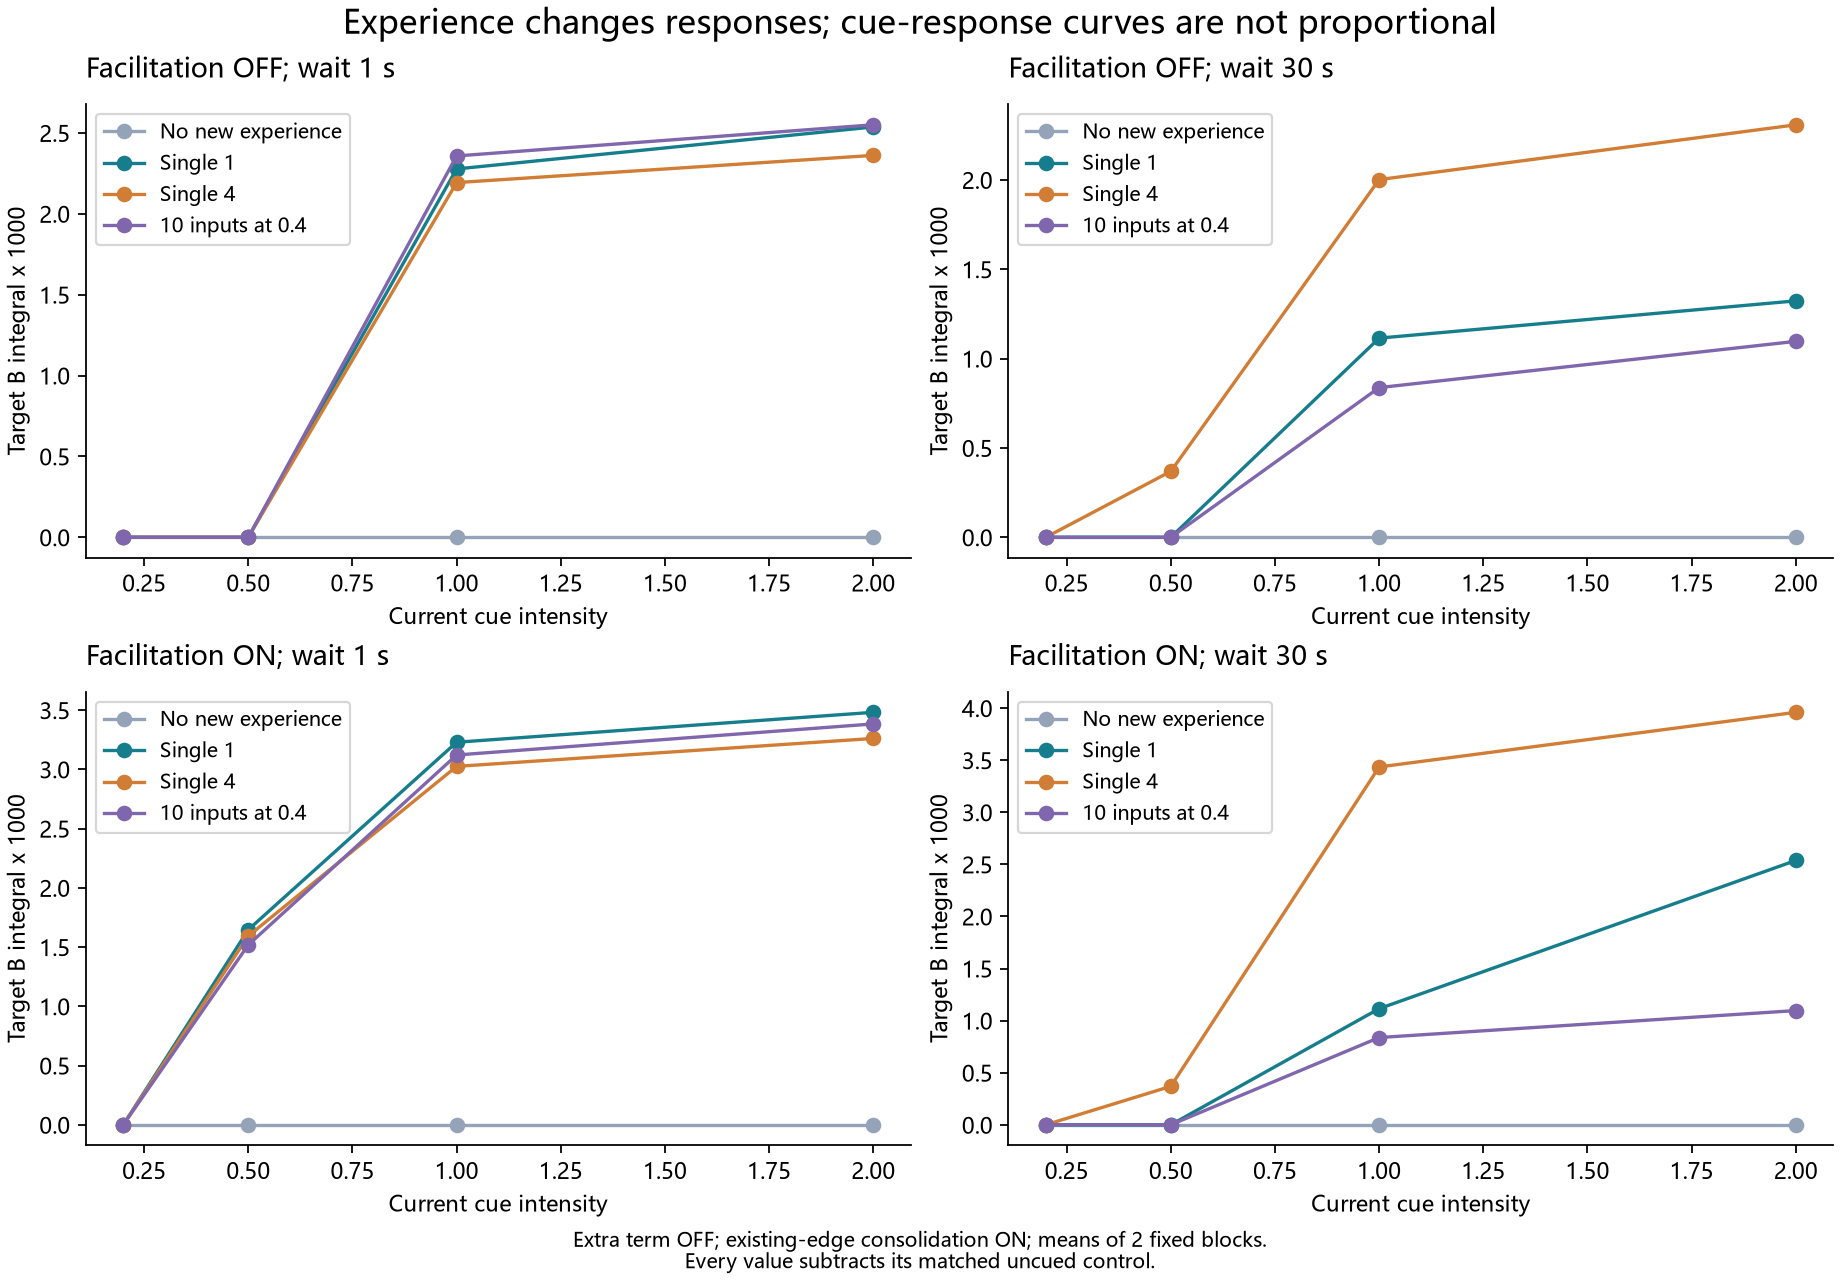 Experience changes responses; cue-response curves are not proportional
Facilitation OFF; wait 1 s
No new experience
Single 1
Single 4
10 inputs at 0.4
Target B integral x 1000
2.5
2.0
1.5
1.0
0.5
0.0
0.25 0.50 0.75 1.00 1.25 1.50 1.75 2.00
Current cue intensity
Facilitation OFF; wait 30 s
No new experience
Single 1
Single 4
10 inputs at 0.4
Target B integral x 1000
2.0
1.5
1.0
0.5
0.0
0.25 0.50 0.75 1.00 1.25 1.50 1.75 2.00
Current cue intensity
Facilitation ON; wait 1 s
No new experience
Single 1
Single 4
10 inputs at 0.4
Target B integral x 1000
3.5
3.0
2.5
2.0
1.5
1.0
0.5
0.0
0.25 0.50 0.75 1.00 1.25 1.50 1.75 2.00
Current cue intensity
Facilitation ON; wait 30 s
No new experience
Single 1
Single 4
10 inputs at 0.4
Target B integral x 1000
4.0
3.5
3.0
2.5
2.0
1.5
1.0
0.5
0.0
0.25 0.50 0.75 1.00 1.25 1.50 1.75 2.00
Current cue intensity
Extra term OFF; existing-edge consolidation ON; means of 2 fixed blocks.
Every value subtracts its matched uncued control.